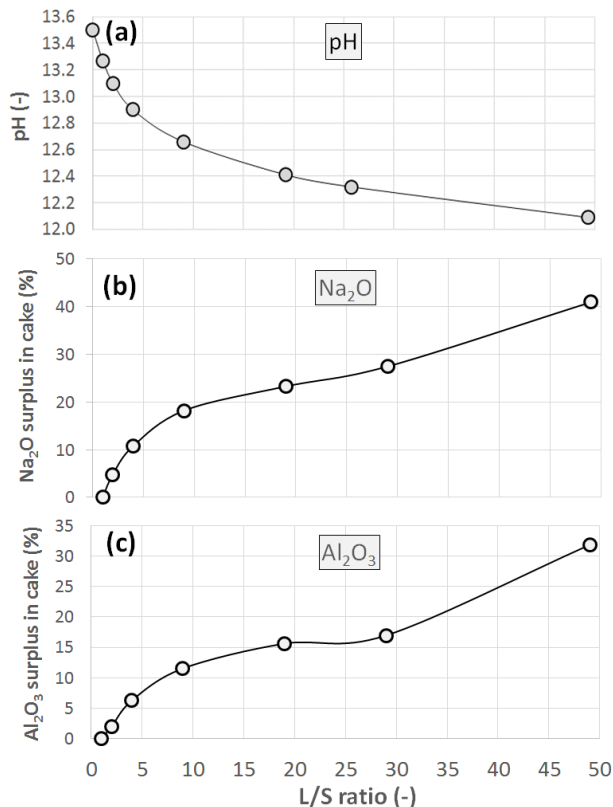 (a)
pH
pH (-)
13.6
13.4
13.2
13.0
12.8
12.6
12.4
12.2
12.0
(b)
Na₂O
Na₂O surplus in cake (%)
50
40
30
20
10
0
(c)
Al₂O₃
Al₂O₃ surplus in cake (%)
35
30
25
20
15
10
5
0
0 5 10 15 20 25 30 35 40 45 50
L/S ratio (-)